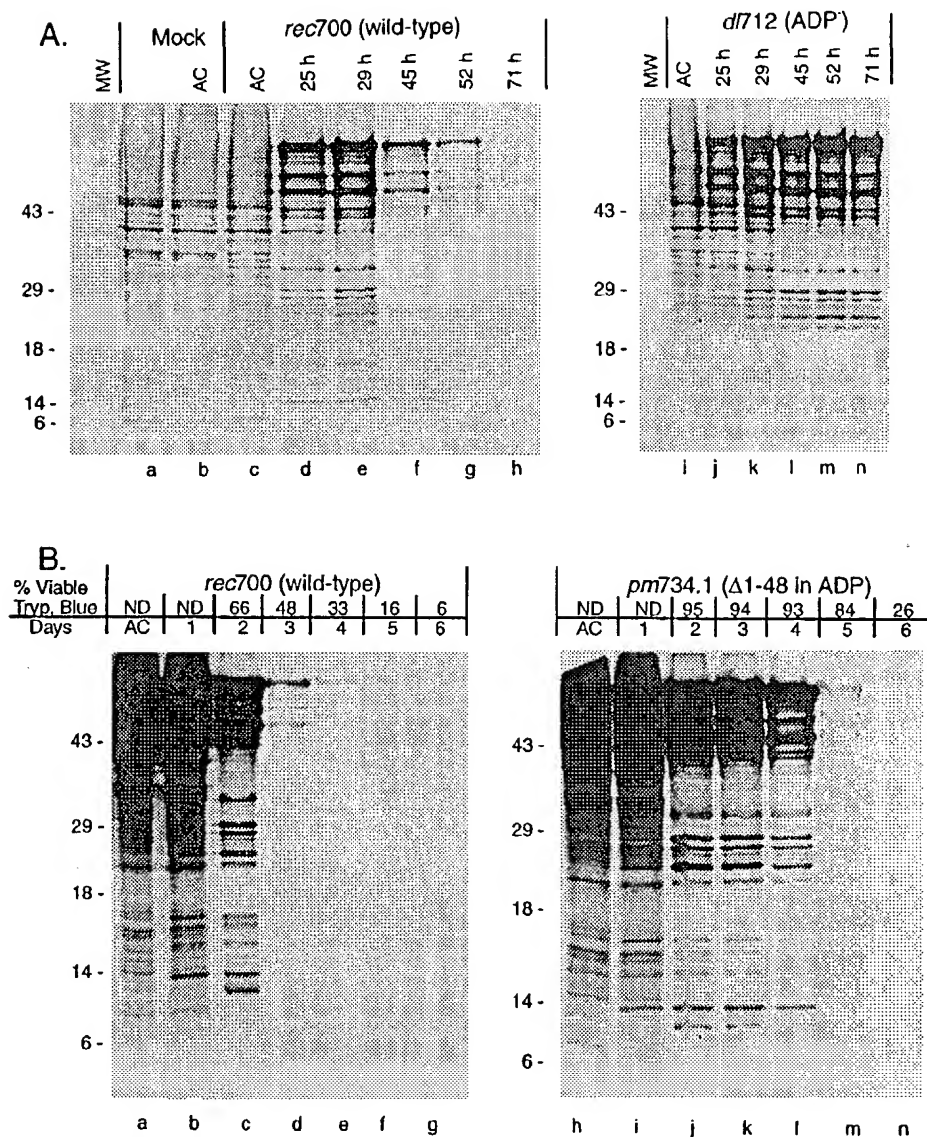 A.
Mock rec700 (wild-type)
MW AC AC 25 h 29 h 45 h 52 h 71 h
43 -
29 -
18 -
14 -
6 -
a b c d e f g h
dl712 (ADP-)
MW AC 25 h 29 h 45 h 52 h 71 h
43 -
29 -
18 -
14 -
6 -
i j k l m n
B.
rec700 (wild-type)
% Viable
Tryp. Blue ND ND 66 48 33 16 6
Days AC 1 2 3 4 5 6
43 -
29 -
18 -
14 -
6 -
a b c d e f g
pm734.1 (Δ1-48 in ADP)
ND ND 95 94 93 84 26
AC 1 2 3 4 5 6
43 -
29 -
18 -
14 -
6 -
h i j k l m n